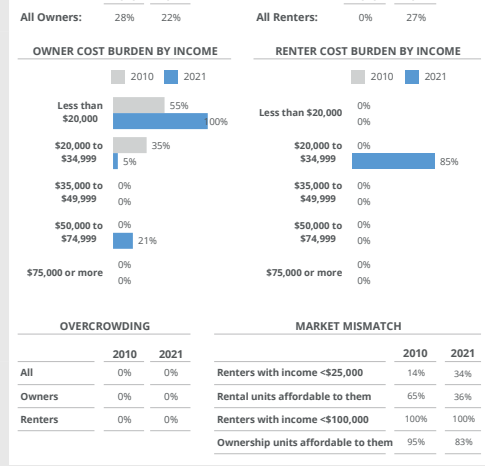 All Owners: 28% 22%
All Renters: 0% 27%
OWNER COST BURDEN BY INCOME
2010 2021
Less than $20,000
55%
100%
$20,000 to $34,999
35%
5%
$35,000 to $49,999
0%
0%
$50,000 to $74,999
0%
21%
$75,000 or more
0%
0%
RENTER COST BURDEN BY INCOME
2010 2021
Less than $20,000
0%
0%
$20,000 to $34,999
0%
85%
$35,000 to $49,999
0%
0%
$50,000 to $74,999
0%
0%
$75,000 or more
0%
0%
OVERCROWDING
2010 2021
All 0% 0%
Owners 0% 0%
Renters 0% 0%
MARKET MISMATCH
2010 2021
Renters with income <$25,000 14% 34%
Rental units affordable to them 65% 36%
Renters with income <$100,000 100% 100%
Ownership units affordable to them 95% 83%